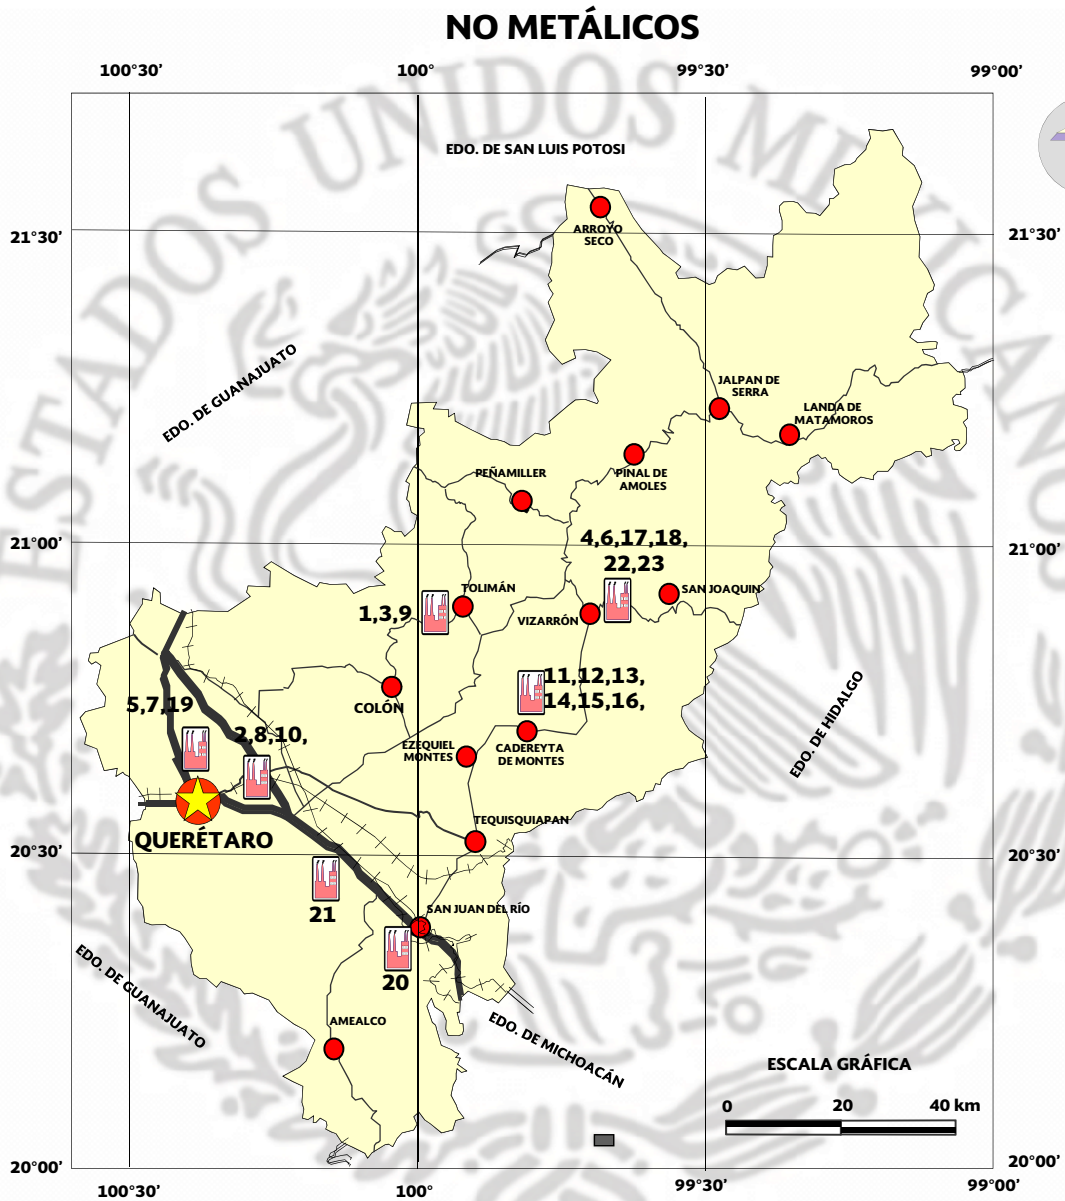 NO METÁLICOS
100°30’
100°
99°30’
99°00’
ESTADOS UNIDOS MEXICANOS
EDO. DE SAN LUIS POTOSI
ARROYO
SECO
21°30’
21°30’
EDO. DE GUANAJUATO
JALPAN DE
SERRA
LANDA DE
MATAMOROS
PEÑAMILLER
PINAL DE
AMOLES
4,6,17,18,
22,23
21°00’
21°00’
TOLIMÁN
SAN JOAQUIN
1,3,9
VIZARRÓN
11,12,13,
14,15,16,
COLÓN
5,7,19
2,8,10,
EZEQUIEL
MONTES
CADEREYTA
DE MONTES
EDO. DE HIDALGO
QUERÉTARO
TEQUISQUIAPAN
20°30’
20°30’
21
SAN JUAN DEL RÍO
20
EDO. DE GUANAJUATO
AMEALCO
EDO. DE MICHOACÁN
ESCALA GRÁFICA
0
20
40 km
20°00’
20°00’
100°30’
100°
99°30’
99°00’